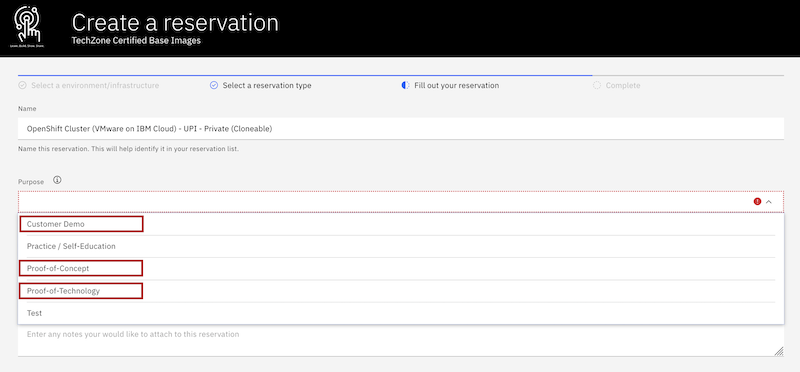 Create a reservation
TechZone Certified Base Images
Learn. Build. Show. Share.
Select a environment/infrastructure
Select a reservation type
Fill out your reservation
Complete
Name
OpenShift Cluster (VMware on IBM Cloud) - UPI - Private (Cloneable)
Name this reservation. This will help identify it in your reservation list.
Purpose
Customer Demo
Practice / Self-Education
Proof-of-Concept
Proof-of-Technology
Test
Enter any notes your would like to attach to this reservation